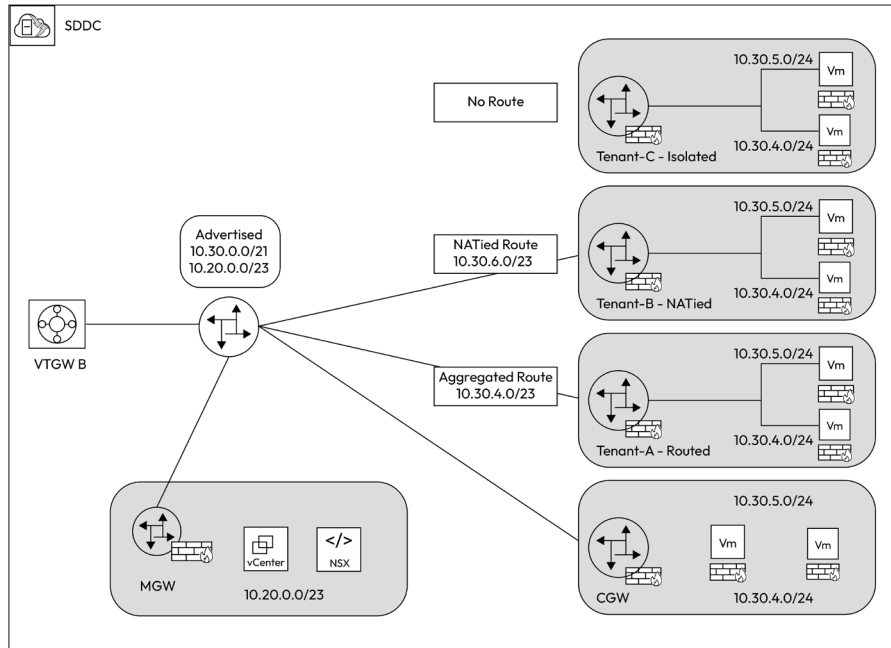 SDDC
No Route
10.30.5.0/24
Vm
Vm
10.30.4.0/24
Tenant-C - Isolated
Advertised
10.30.0.0/21
10.20.0.0/23
NATied Route
10.30.6.0/23
10.30.5.0/24
Vm
Vm
10.30.4.0/24
Tenant-B - NATied
VTGW B
Aggregated Route
10.30.4.0/23
10.30.5.0/24
Vm
Vm
10.30.4.0/24
Tenant-A - Routed
MGW
vCenter
</>
NSX
10.20.0.0/23
10.30.5.0/24
Vm
Vm
CGW
10.30.4.0/24